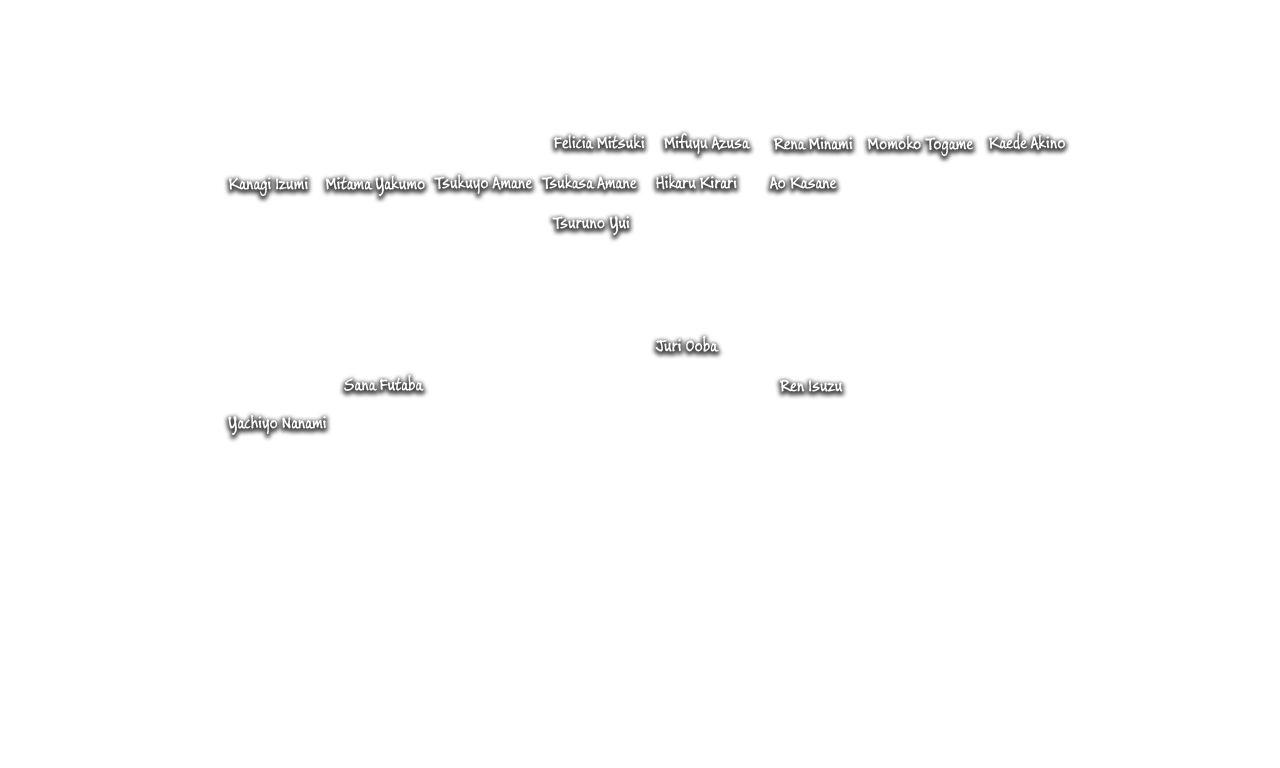 Felicia Mitsuki Mifuyu Azusa Rena Minami Momoko Togame Kaede Akino
Kanagi Izumi Mitama Yakumo Tsukuyo Amane Tsukasa Amane Hikaru Kirari Ao Kasane
Tsuruno Yui
Juri Ooba
Sana Futaba Ren Isuzu
Yachiyo Nanami